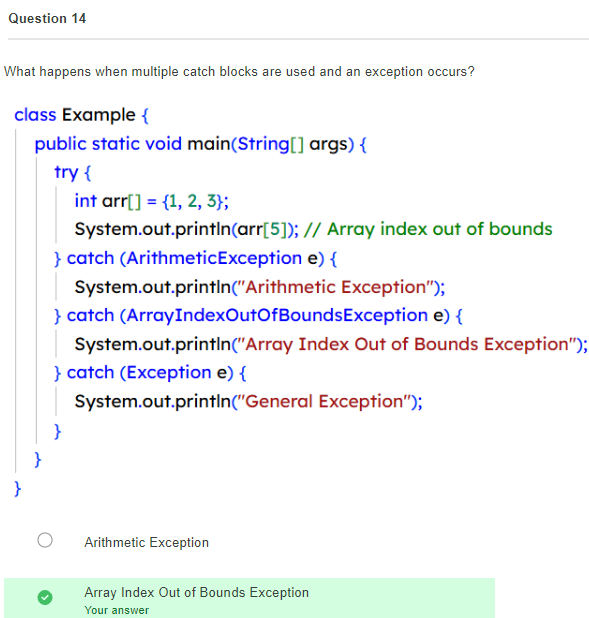 Question 14
What happens when multiple catch blocks are used and an exception occurs?
class Example {
public static void main(String[] args) {
try {
int arr[] = {1, 2, 3};
System.out.println(arr[5]); // Array index out of bounds
} catch (ArithmeticException e) {
System.out.println("Arithmetic Exception");
} catch (ArrayIndexOutOfBoundsException e) {
System.out.println("Array Index Out of Bounds Exception");
} catch (Exception e) {
System.out.println("General Exception");
}
}
}
Arithmetic Exception
Array Index Out of Bounds Exception
Your answer